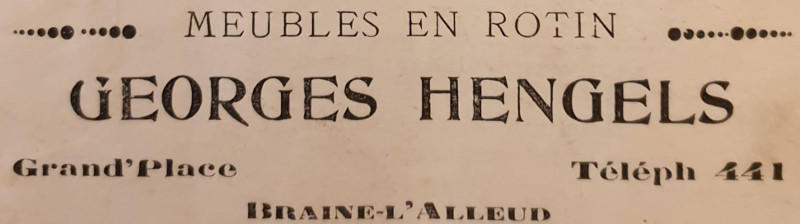 MEUBLES EN ROTIN
GEORGES HENGELS
Grand'Place Téléph 441
BRAINE-L'ALLEUD